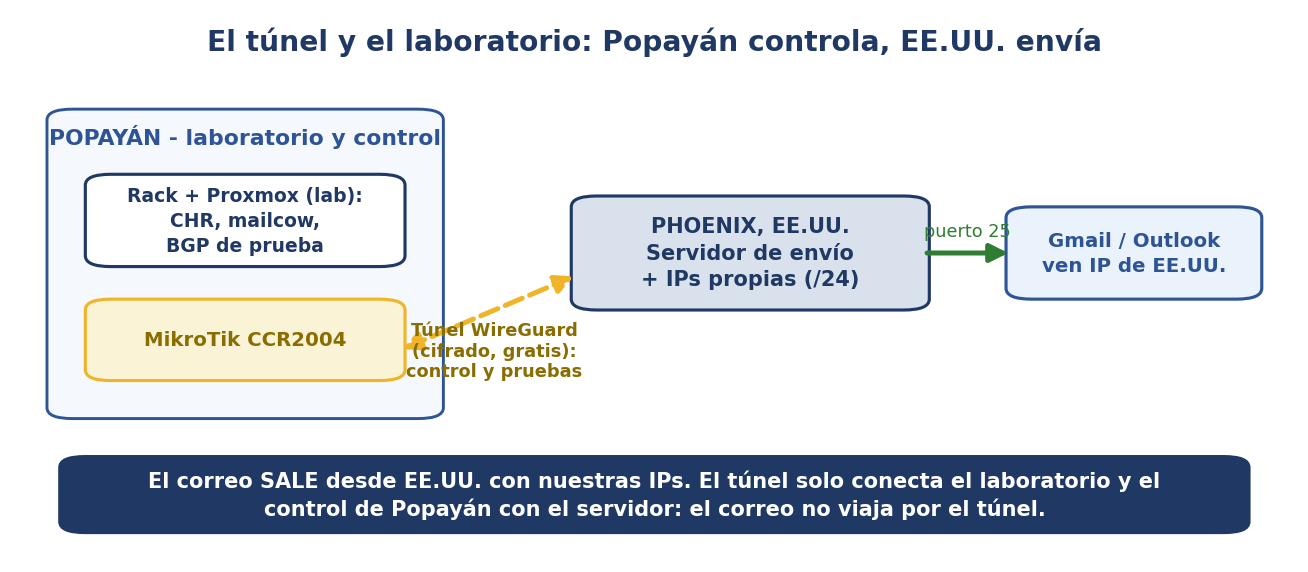 El túnel y el laboratorio: Popayán controla, EE.UU. envía
POPAYÁN - laboratorio y control
Rack + Proxmox (lab):
CHR, mailcow,
BGP de prueba
MikroTik CCR2004
Túnel WireGuard
(cifrado, gratis):
control y pruebas
PHOENIX, EE.UU.
Servidor de envío
+ IPs propias (/24)
puerto 25
Gmail / Outlook
ven IP de EE.UU.
El correo SALE desde EE.UU. con nuestras IPs. El túnel solo conecta el laboratorio y el
control de Popayán con el servidor: el correo no viaja por el túnel.